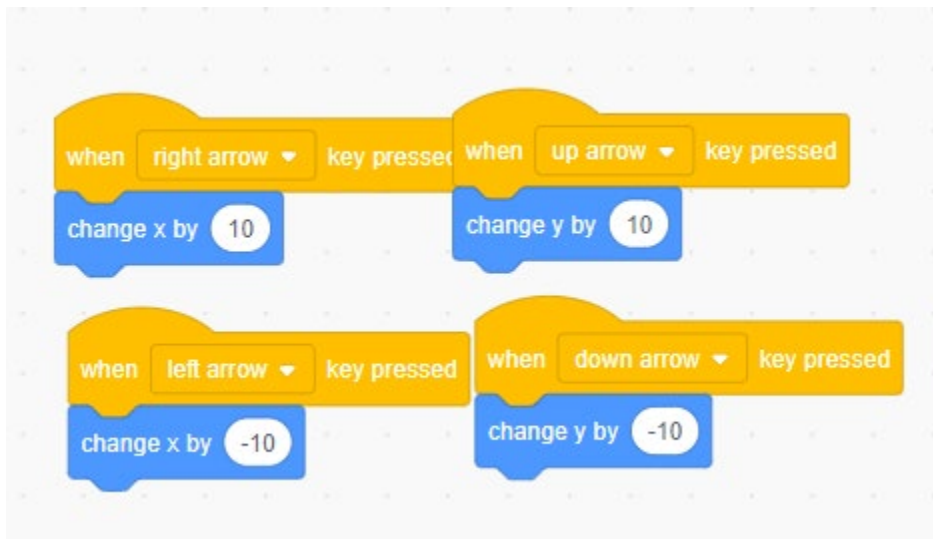 when right arrow key pressed
change x by 10
when up arrow key pressed
change y by 10
when left arrow key pressed
change x by -10
when down arrow key pressed
change y by -10